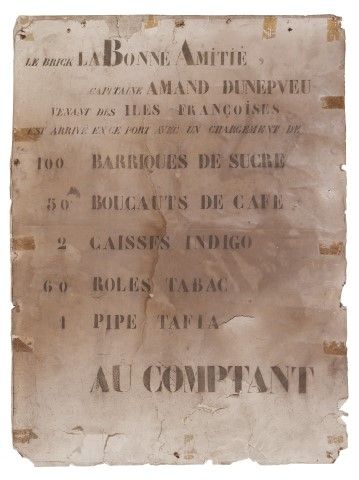 LE BRICK LA BONNE AMITIÉ,
CAPITAINE AMAND DUNEPVEU
VENANT DES ILES FRANÇOISES
EST ARRIVÉ EN CE PORT AVEC UN CHARGEMENT DE
100 BARRIQUES DE SUCRE
50 BOUCAUTS DE CAFE
2 CAISSES INDIGO
60 ROLES TABAC
1 PIPE TAFIA
AU COMPTANT